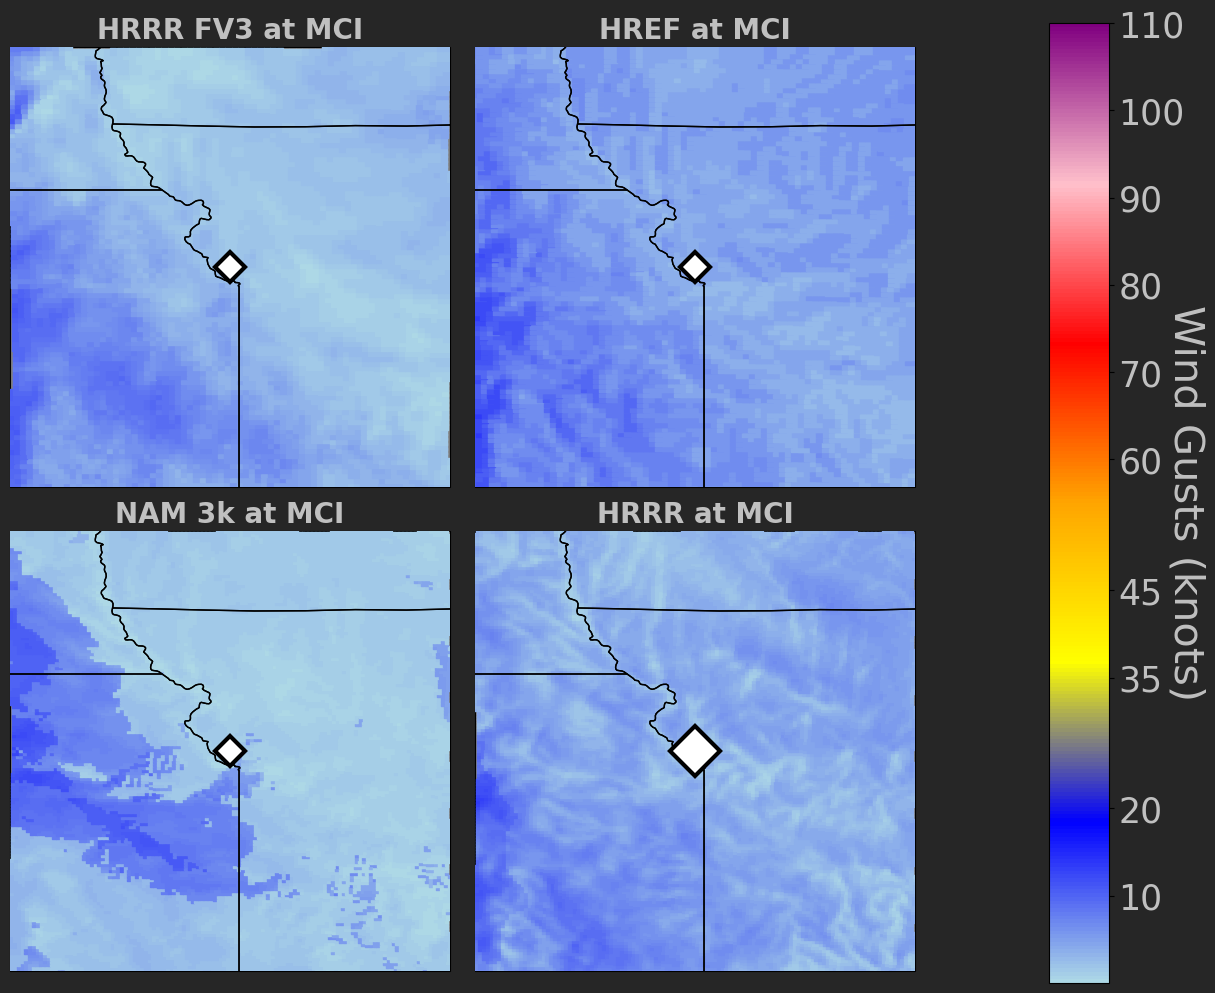 HRRR FV3 at MCI
HREF at MCI
NAM 3k at MCI
HRRR at MCI
110
100
90
80
70
60
45
35
20
10
Wind Gusts (knots)